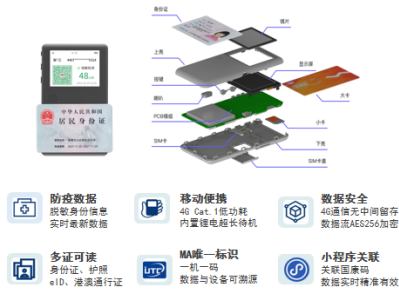 身份证
镜片
上壳
显示屏
按键
大卡
喇叭
PCB模组
小卡
SIM卡
下壳
SIM卡盖
48
中华人民共和国
居民身份证
防疫数据
脱敏身份信息
实时最新数据
移动便携
4G Cat.1低功耗
内置锂电超长待机
数据安全
4G通信无中间留存
数据流AES256加密
多证可读
身份证、护照
eID、港澳通行证
UTC
MA唯一标识
一机一码
数据与设备可溯源
小程序关联
关联国康码
数据实时精准有效